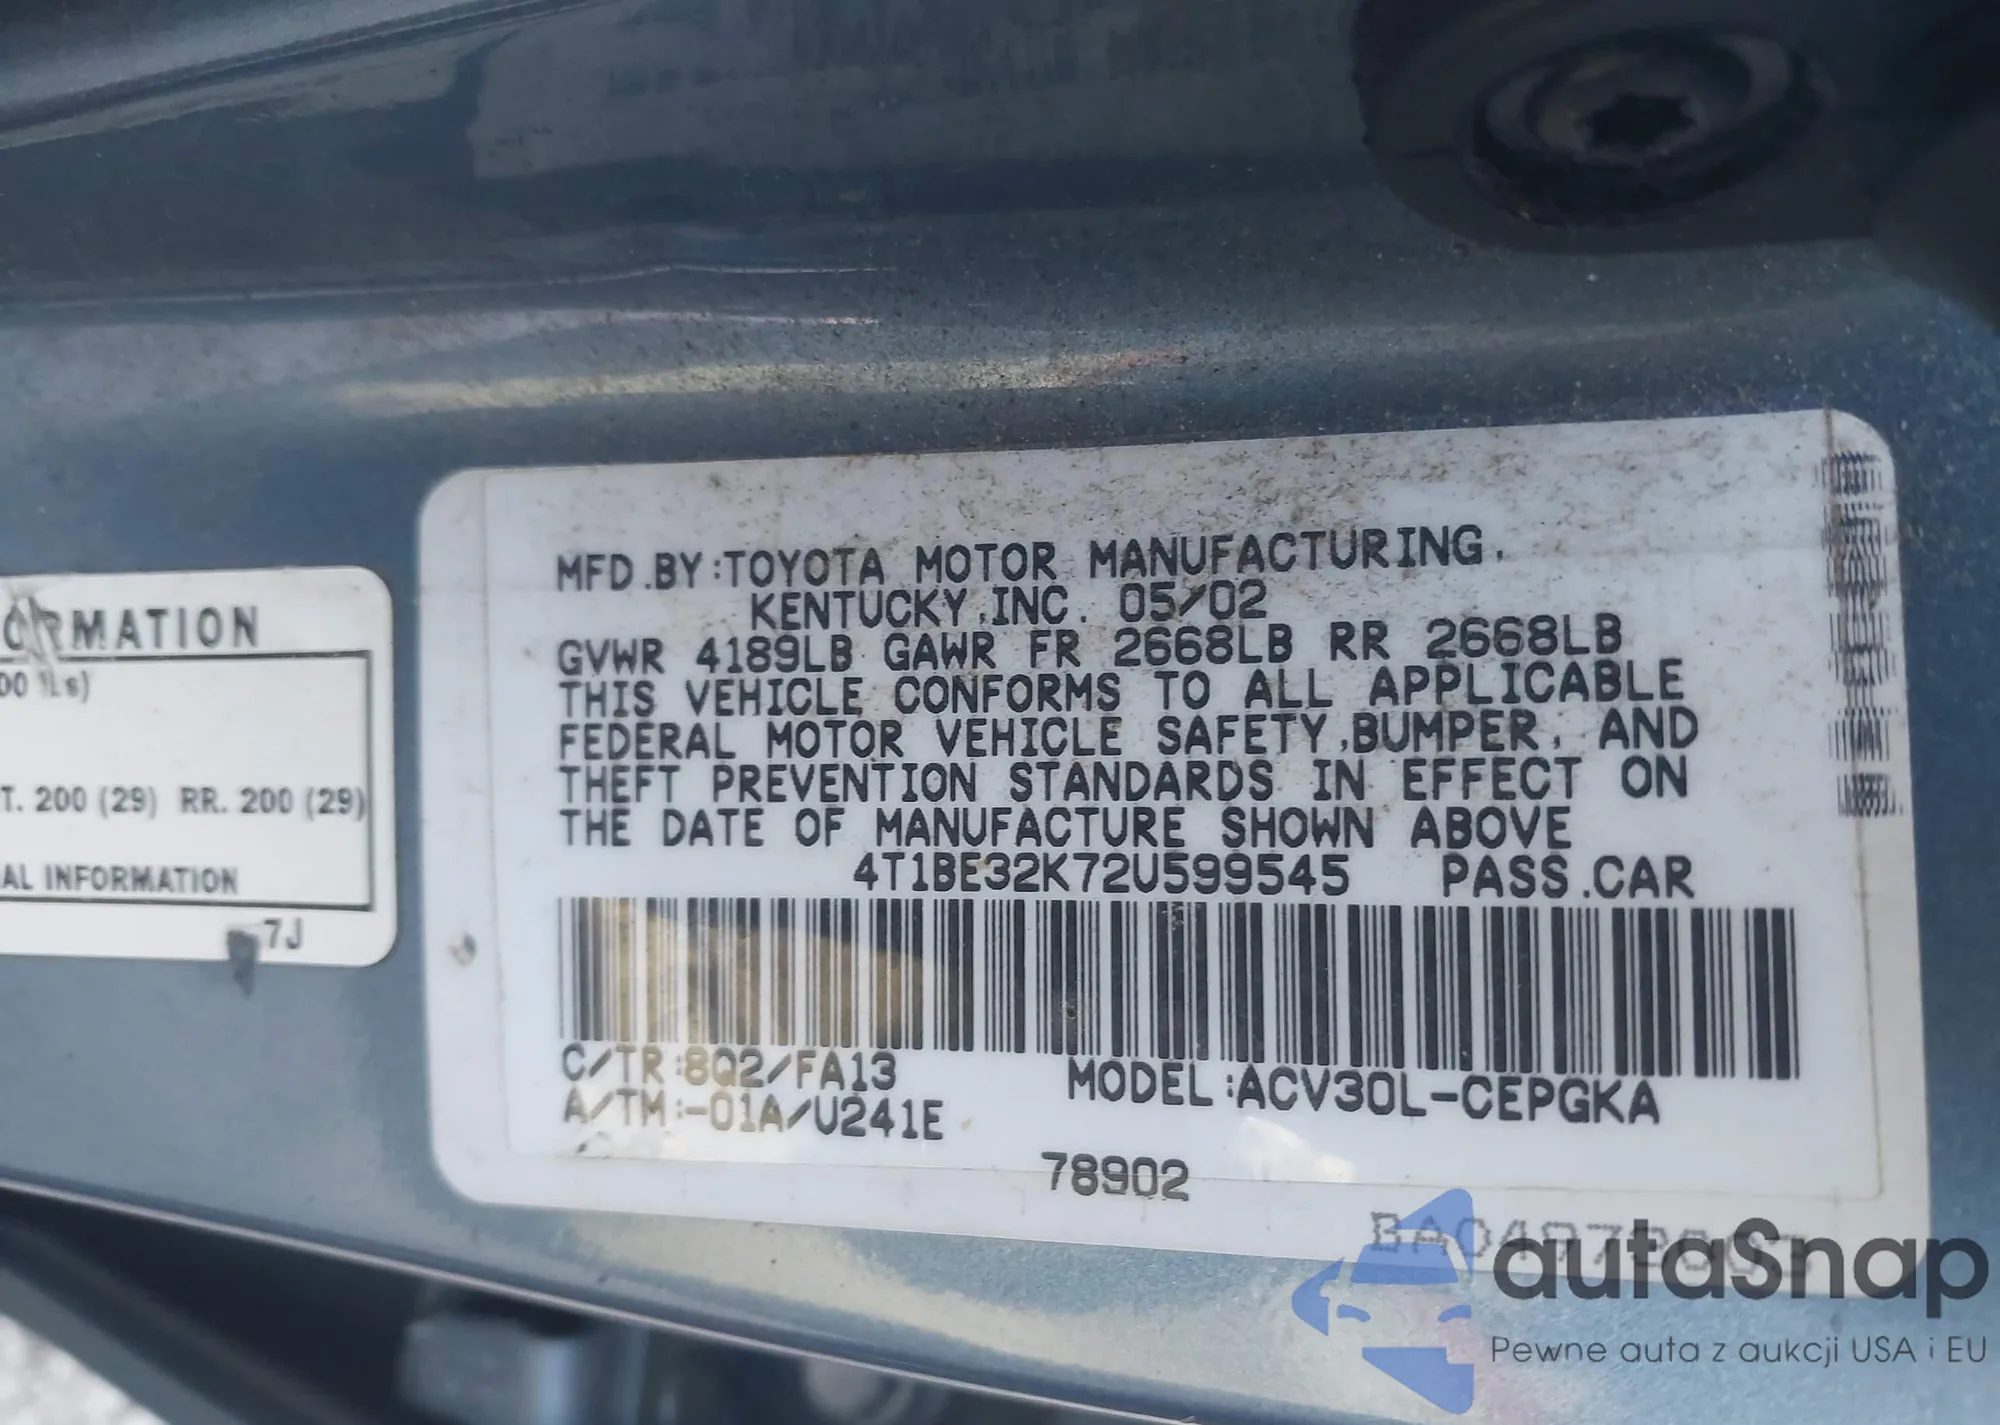 ORMATION
T. 200 (29) RR. 200 (29)
AL INFORMATION
7J
MFD.BY:TOYOTA MOTOR MANUFACTURING,
KENTUCKY,INC. 05/02
GVWR 4189LB GAWR FR 2668LB RR 2668LB
THIS VEHICLE CONFORMS TO ALL APPLICABLE
FEDERAL MOTOR VEHICLE SAFETY,BUMPER, AND
THEFT PREVENTION STANDARDS IN EFFECT ON
THE DATE OF MANUFACTURE SHOWN ABOVE
4T1BE32K72U599545 PASS.CAR
C/TR:8Q2/FA13 MODEL:ACV30L-CEPGKA
A/TM:-01A/U241E
78902
autoSnap
Pewne auta z aukcji USA i EU